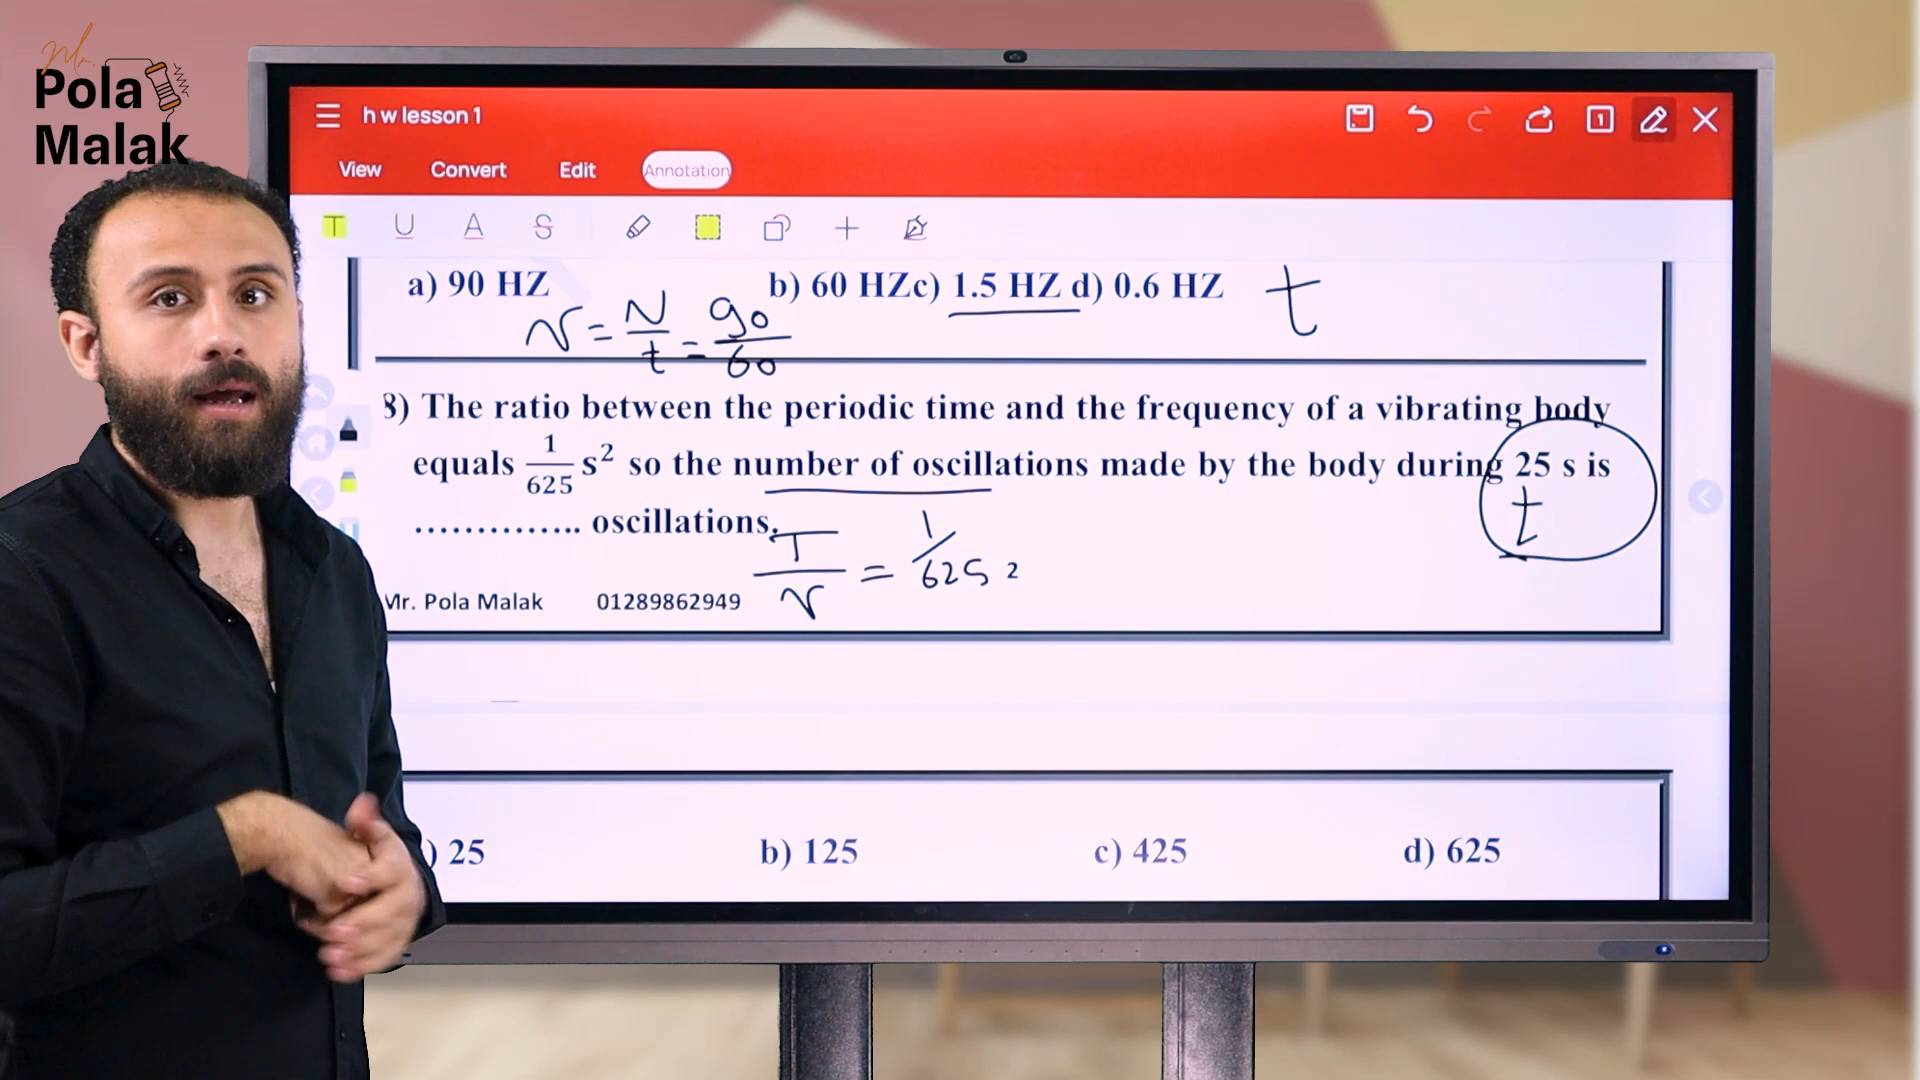 Mr.
Pola
Malak
h w lesson 1
1
View Convert Edit Annotation
T U A S
a) 90 HZ b) 60 HZc) 1.5 HZ d) 0.6 HZ t
ν = N/t = 90/60
8) The ratio between the periodic time and the frequency of a vibrating body
equals 1/625 s² so the number of oscillations made by the body during 25 s is
.............. oscillations.
t
T/ν = 1/625 2
Mr. Pola Malak 01289862949
) 25 b) 125 c) 425 d) 625